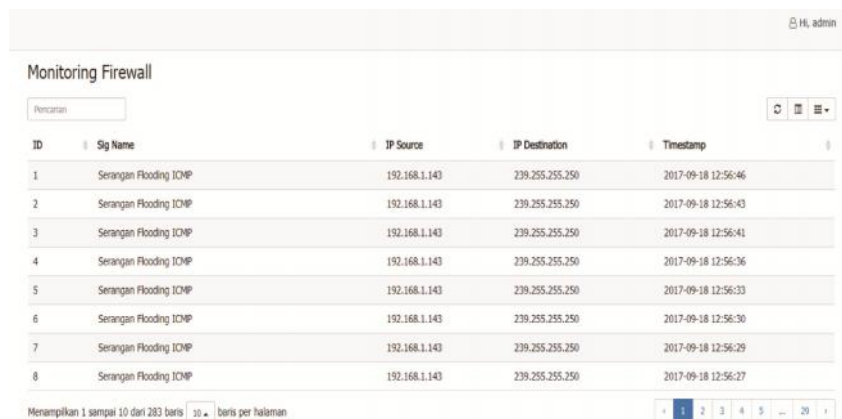 Hi, admin
Monitoring Firewall
Pencarian
ID Sig Name IP Source IP Destination Timestamp
1 Serangan Flooding ICMP 192.168.1.143 239.255.255.250 2017-09-18 12:56:46
2 Serangan Flooding ICMP 192.168.1.143 239.255.255.250 2017-09-18 12:56:43
3 Serangan Flooding ICMP 192.168.1.143 239.255.255.250 2017-09-18 12:56:41
4 Serangan Flooding ICMP 192.168.1.143 239.255.255.250 2017-09-18 12:56:36
5 Serangan Flooding ICMP 192.168.1.143 239.255.255.250 2017-09-18 12:56:33
6 Serangan Flooding ICMP 192.168.1.143 239.255.255.250 2017-09-18 12:56:30
7 Serangan Flooding ICMP 192.168.1.143 239.255.255.250 2017-09-18 12:56:29
8 Serangan Flooding ICMP 192.168.1.143 239.255.255.250 2017-09-18 12:56:27
Menampilkan 1 sampai 10 dari 283 baris 10 baris per halaman ‹ 1 2 3 4 5 ... 29 ›